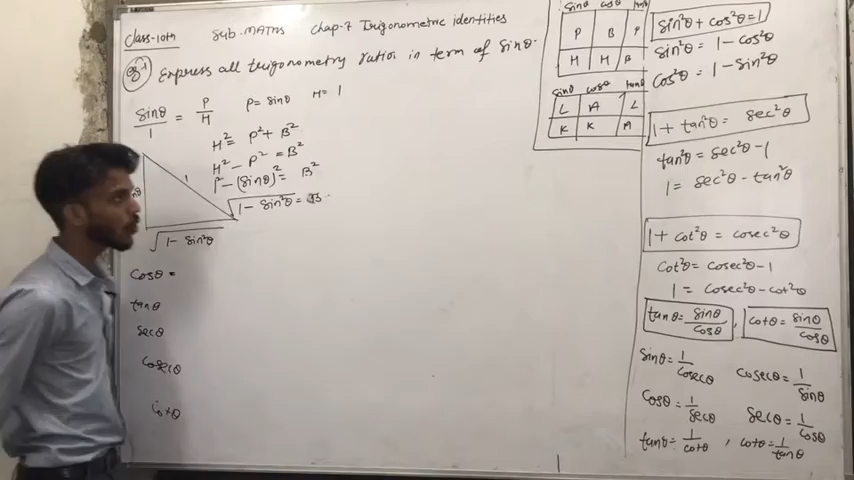 Class-10th Sub-MATHS Chap-7 Trigonometric identities
Q-1 Express all trigonometry ratios in term of Sinθ.
Sinθ/1 = P/H P= Sinθ H= 1
H² = P²+ B²
H² - P² = B²
1² -(Sinθ)² = B²
√1- Sin²θ = B
1
√1- Sin²θ
Cosθ =
tanθ
Secθ
Cosecθ
Cotθ
Sinθ Cosθ tanθ
P B P
H H B
Sinθ Cosθ tanθ
L A L
K K A
Sin²θ + Cos²θ = 1
Sin²θ = 1 - Cos²θ
Cos²θ = 1 - Sin²θ
1 + tan²θ = Sec²θ
tan²θ = Sec²θ -1
1 = Sec²θ - tan²θ
1 + Cot²θ = Cosec²θ
Cot²θ = Cosec²θ -1
1 = Cosec²θ - Cot²θ
tanθ = Sinθ/Cosθ , Cotθ = Sinθ/Cosθ
Sinθ = 1/Cosecθ Cosecθ = 1/Sinθ
Cosθ = 1/Secθ Secθ = 1/Cosθ
tanθ = 1/Cotθ , Cotθ = 1/tanθ